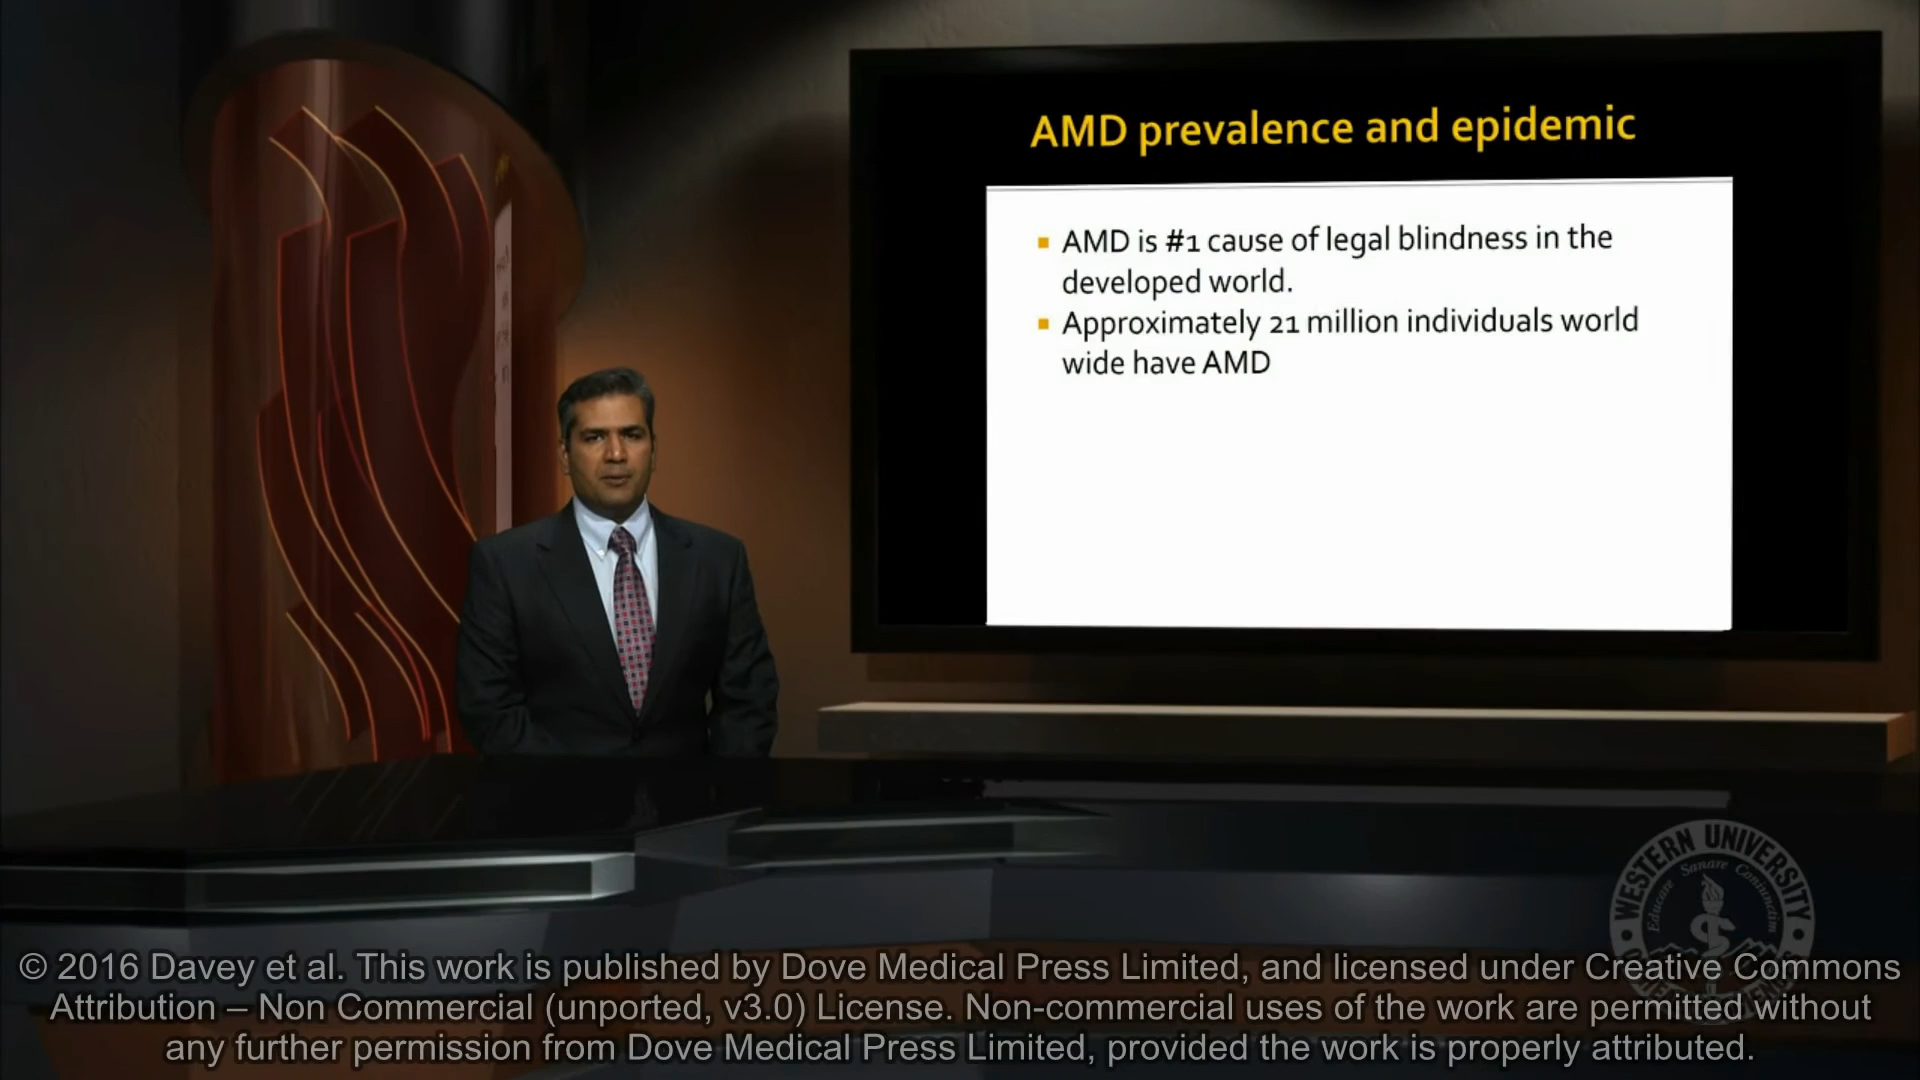 AMD prevalence and epidemic
AMD is #1 cause of legal blindness in the
developed world.
Approximately 21 million individuals world
wide have AMD
WESTERN UNIVERSITY
Educare Sanare Coniunctim
© 2016 Davey et al. This work is published by Dove Medical Press Limited, and licensed under Creative Commons
Attribution – Non Commercial (unported, v3.0) License. Non-commercial uses of the work are permitted without
any further permission from Dove Medical Press Limited, provided the work is properly attributed.